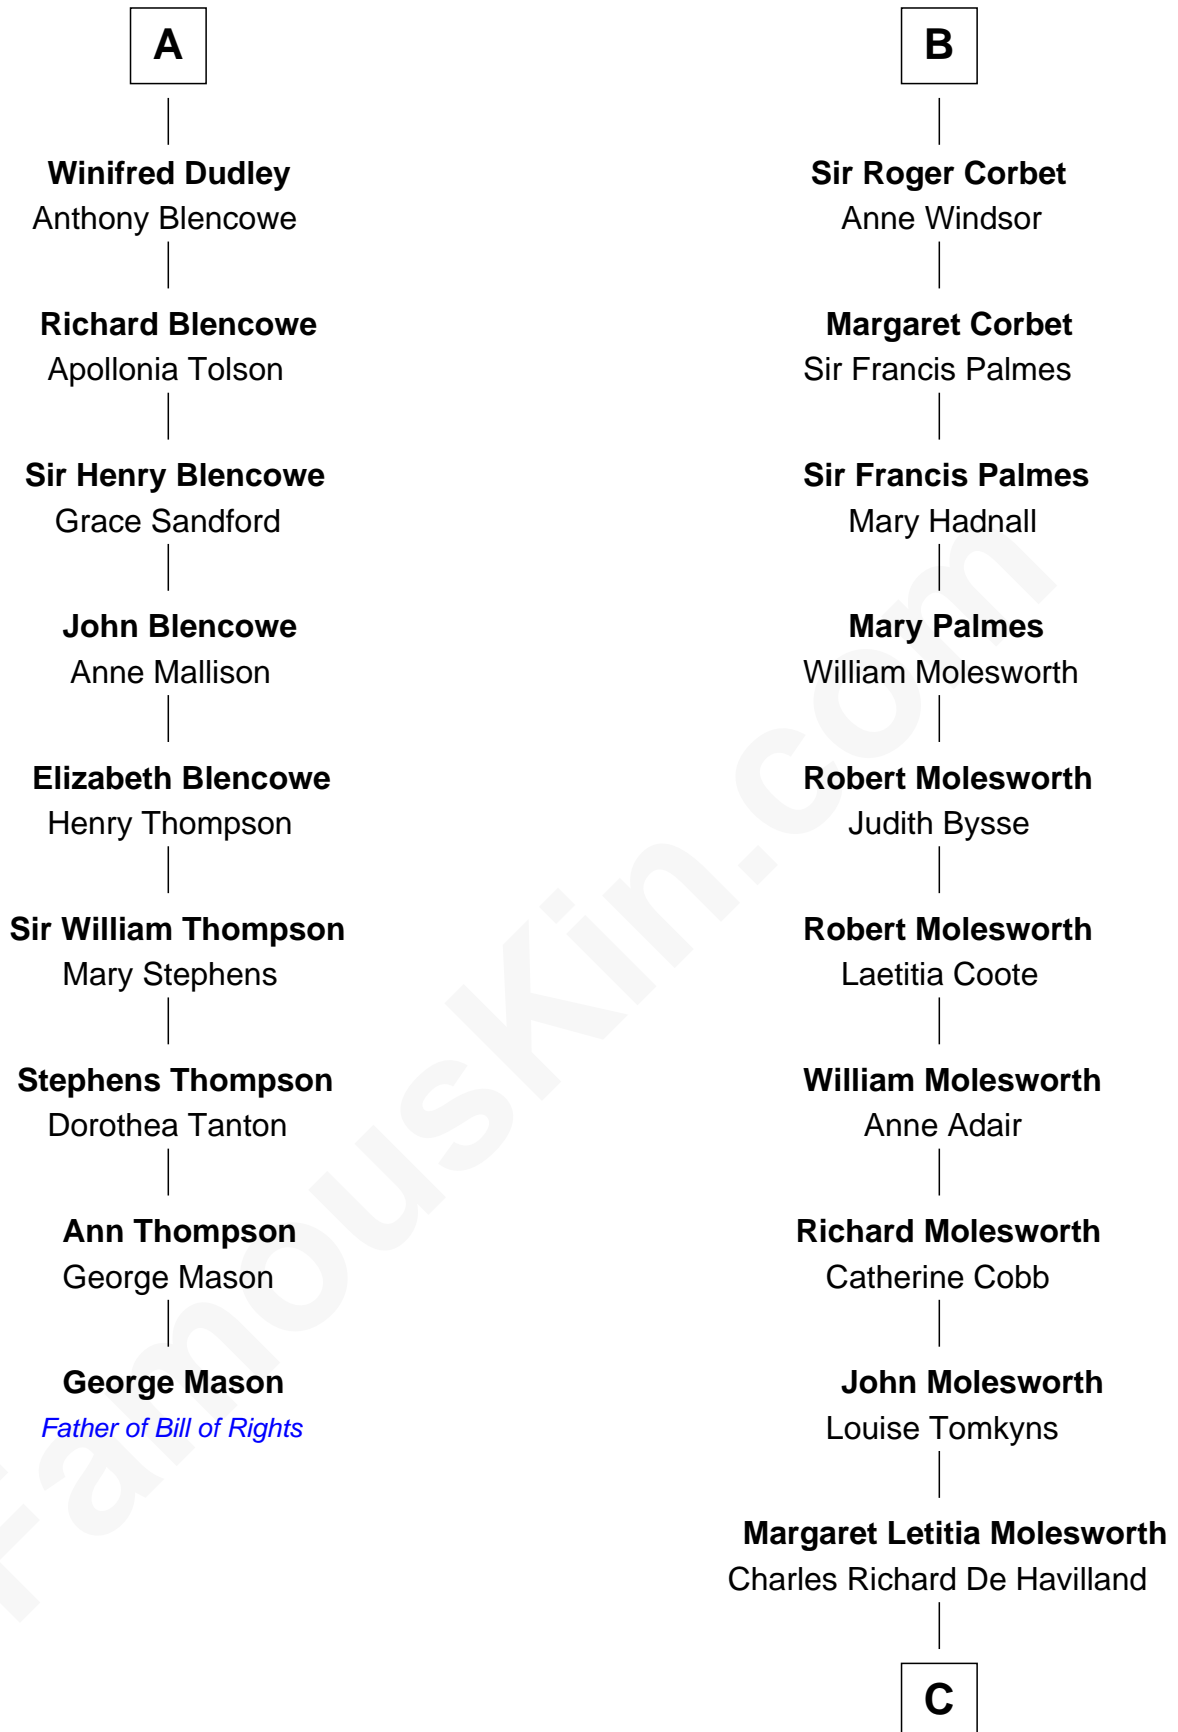 A
Winifred Dudley
Anthony Blencowe
Richard Blencowe
Apollonia Tolson
Sir Henry Blencowe
Grace Sandford
John Blencowe
Anne Mallison
Elizabeth Blencowe
Henry Thompson
Sir William Thompson
Mary Stephens
Stephens Thompson
Dorothea Tanton
Ann Thompson
George Mason
George Mason
Father of Bill of Rights
B
Sir Roger Corbet
Anne Windsor
Margaret Corbet
Sir Francis Palmes
Sir Francis Palmes
Mary Hadnall
Mary Palmes
William Molesworth
Robert Molesworth
Judith Bysse
Robert Molesworth
Laetitia Coote
William Molesworth
Anne Adair
Richard Molesworth
Catherine Cobb
John Molesworth
Louise Tomkyns
Margaret Letitia Molesworth
Charles Richard De Havilland
C
FamousKin.com